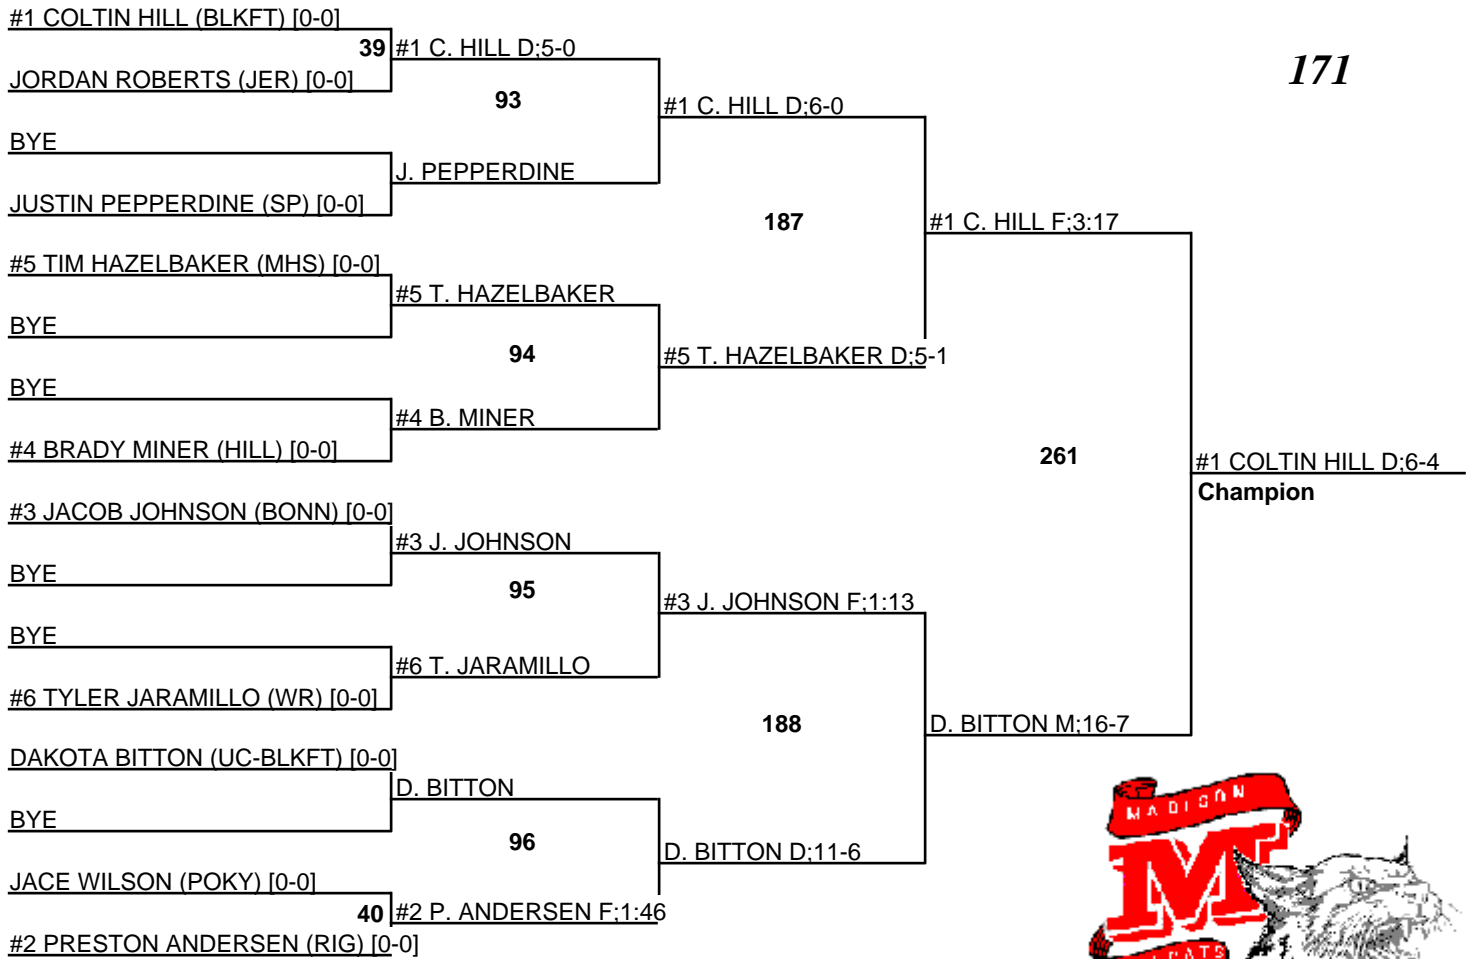 #1 COLTIN HILL (BLKFT) [0-0]
39
#1 C. HILL D;5-0
JORDAN ROBERTS (JER) [0-0]
171
93
#1 C. HILL D;6-0
BYE
J. PEPPERDINE
JUSTIN PEPPERDINE (SP) [0-0]
187
#1 C. HILL F;3:17
#5 TIM HAZELBAKER (MHS) [0-0]
#5 T. HAZELBAKER
BYE
94
#5 T. HAZELBAKER D;5-1
BYE
#4 B. MINER
#4 BRADY MINER (HILL) [0-0]
261
#1 COLTIN HILL D;6-4
Champion
#3 JACOB JOHNSON (BONN) [0-0]
#3 J. JOHNSON
BYE
95
#3 J. JOHNSON F;1:13
BYE
#6 T. JARAMILLO
#6 TYLER JARAMILLO (WR) [0-0]
188
D. BITTON M;16-7
DAKOTA BITTON (UC-BLKFT) [0-0]
D. BITTON
BYE
96
D. BITTON D;11-6
JACE WILSON (POKY) [0-0]
40
#2 P. ANDERSEN F;1:46
#2 PRESTON ANDERSEN (RIG) [0-0]
MADISON
M